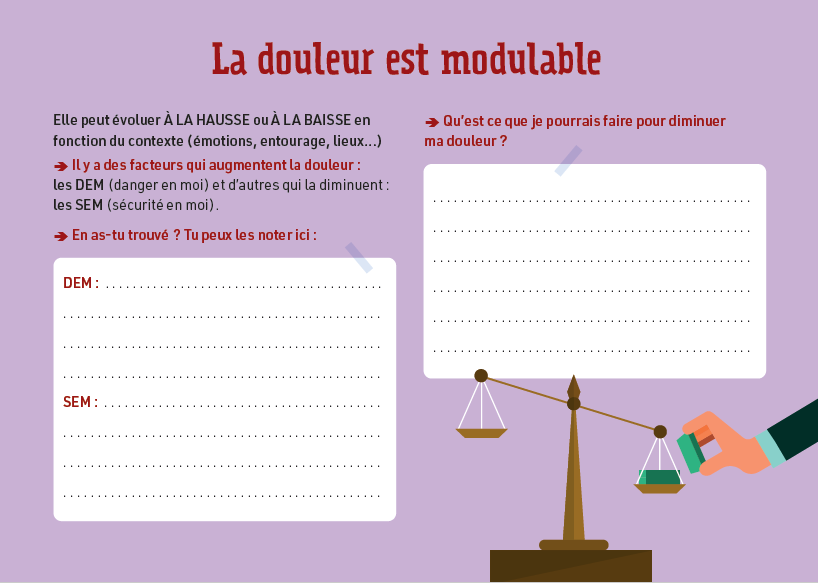 La douleur est modulable
Elle peut évoluer À LA HAUSSE ou À LA BAISSE en
fonction du contexte (émotions, entourage, lieux...)
➔ Il y a des facteurs qui augmentent la douleur :
les DEM (danger en moi) et d'autres qui la diminuent :
les SEM (sécurité en moi).
➔ En as-tu trouvé ? Tu peux les noter ici :
DEM :
SEM :
➔ Qu'est ce que je pourrais faire pour diminuer
ma douleur ?